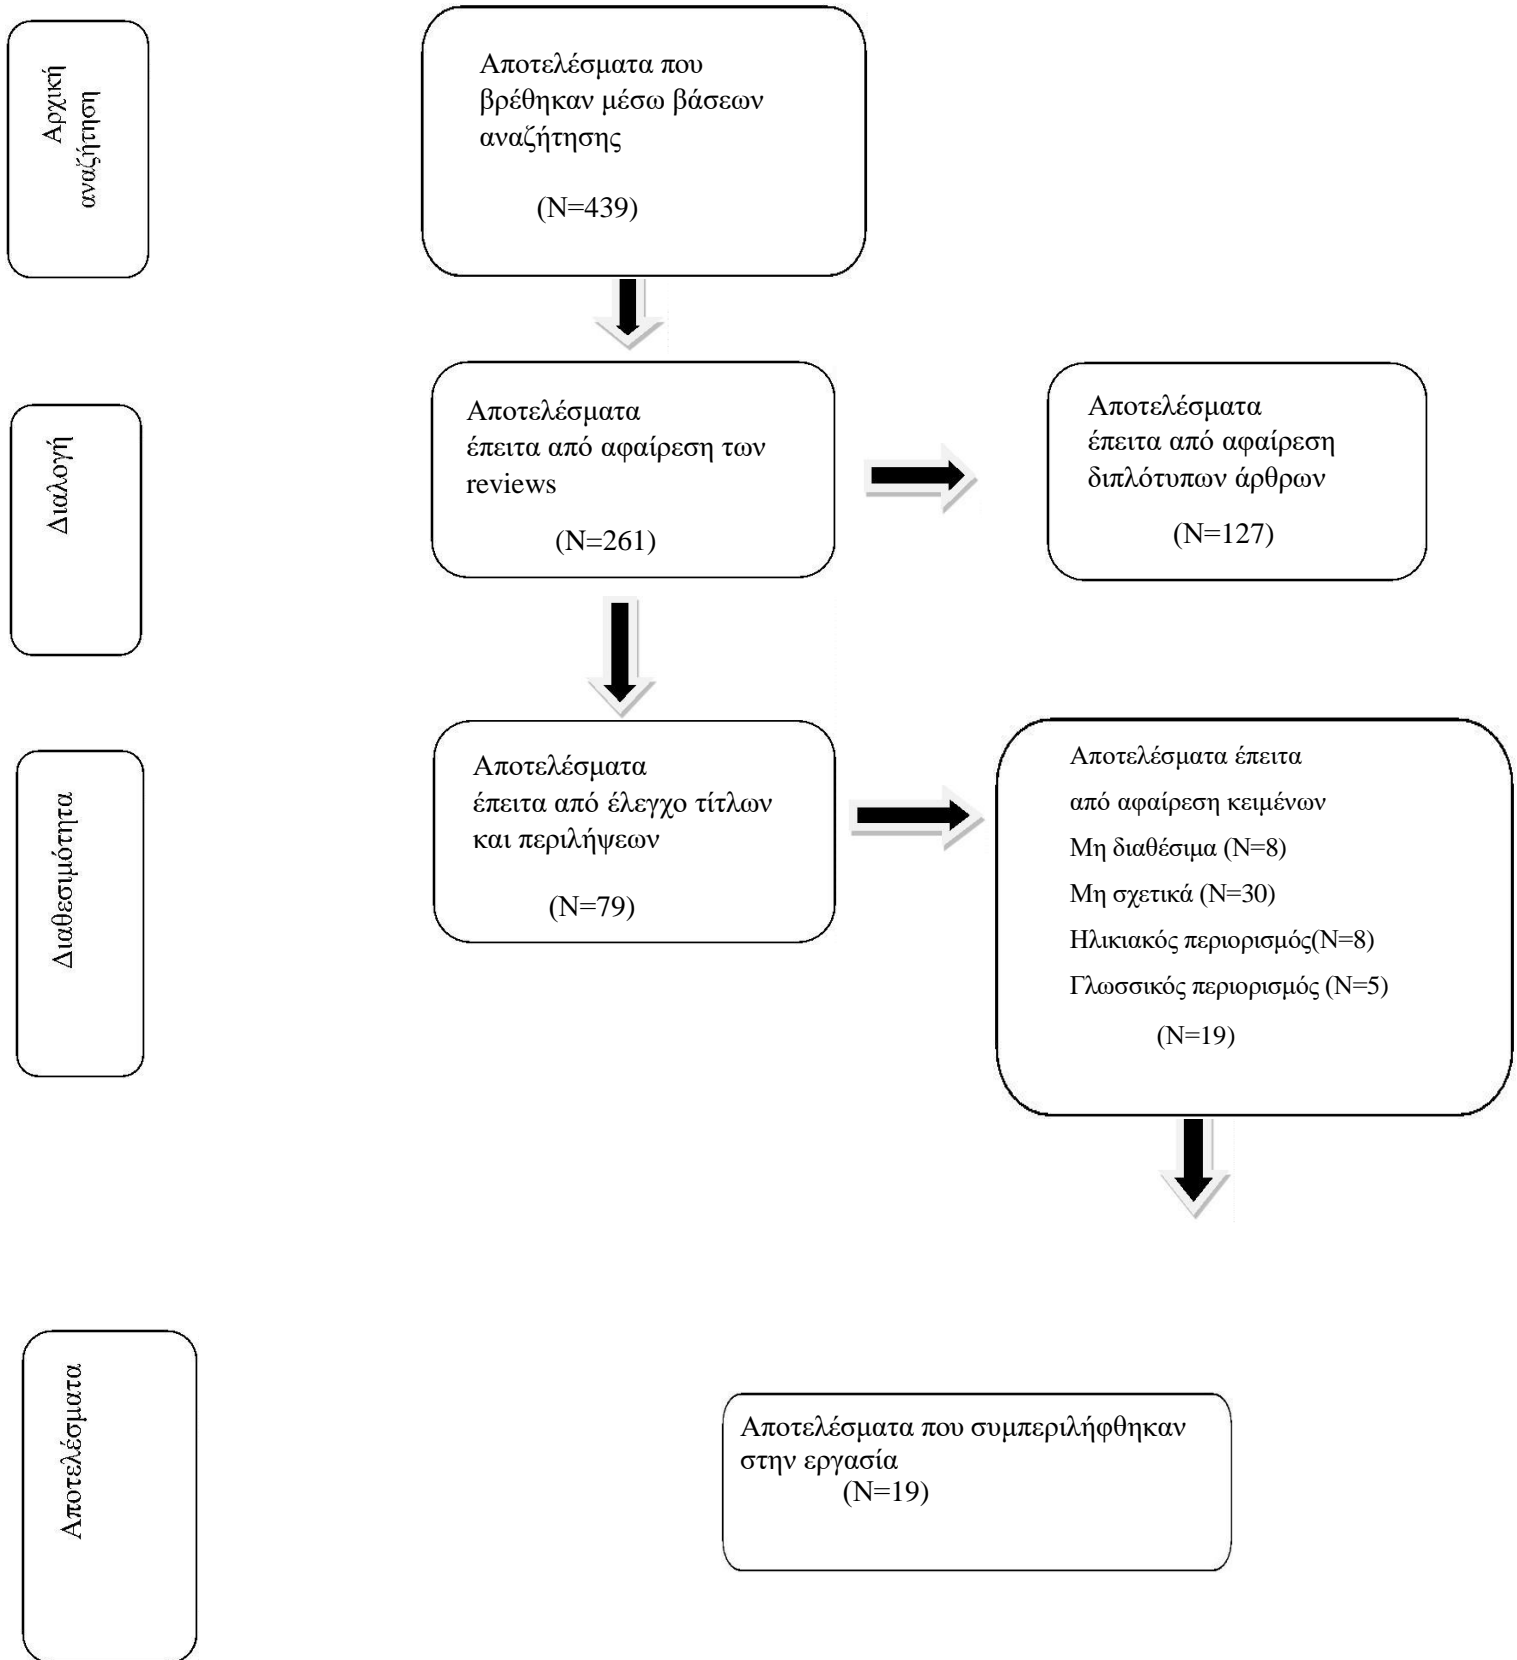 Αρχική
αναζήτηση
Αποτελέσματα που
βρέθηκαν μέσω βάσεων
αναζήτησης
(N=439)
Διαλογή
Αποτελέσματα
έπειτα από αφαίρεση των
reviews
(N=261)
Αποτελέσματα
έπειτα από αφαίρεση
διπλότυπων άρθρων
(N=127)
Διαθεσιμότητα
Αποτελέσματα
έπειτα από έλεγχο τίτλων
και περιλήψεων
(N=79)
Αποτελέσματα έπειτα
από αφαίρεση κειμένων
Μη διαθέσιμα (N=8)
Μη σχετικά (N=30)
Ηλικιακός περιορισμός(N=8)
Γλωσσικός περιορισμός (N=5)
(N=19)
Αποτελέσματα
Αποτελέσματα που συμπεριλήφθηκαν
στην εργασία
(N=19)